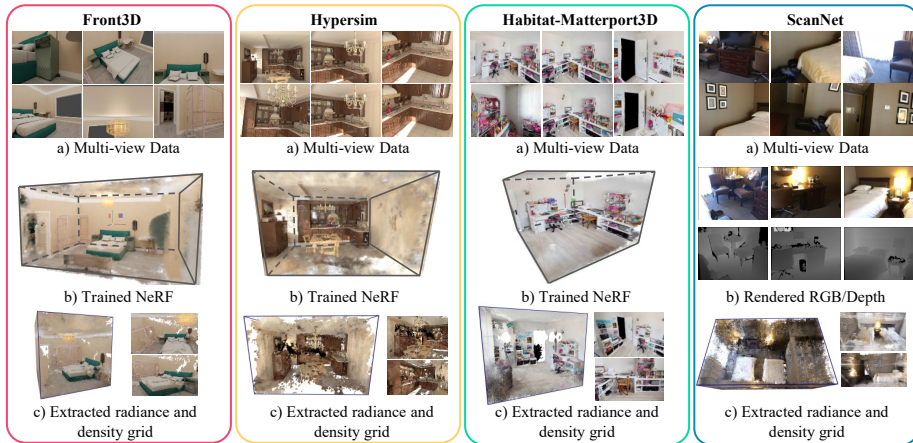 Front3D
a) Multi-view Data
b) Trained NeRF
c) Extracted radiance and
density grid
Hypersim
a) Multi-view Data
b) Trained NeRF
c) Extracted radiance and
density grid
Habitat-Matterport3D
a) Multi-view Data
b) Trained NeRF
c) Extracted radiance and
density grid
ScanNet
a) Multi-view Data
b) Rendered RGB/Depth
c) Extracted radiance and
density grid